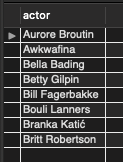 actor
Aurore Broutin
Awkwafina
Bella Bading
Betty Gilpin
Bill Fagerbakke
Bouli Lanners
Branka Katić
Britt Robertson